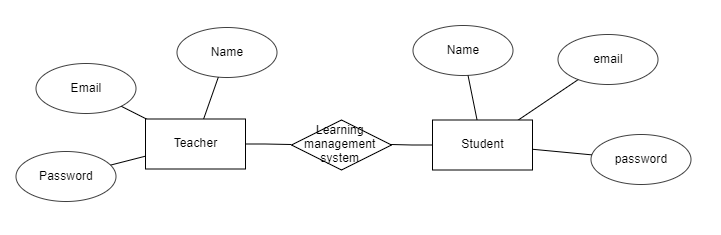 Name
Name
email
Email
Learning
management
system
Teacher
Student
password
Password